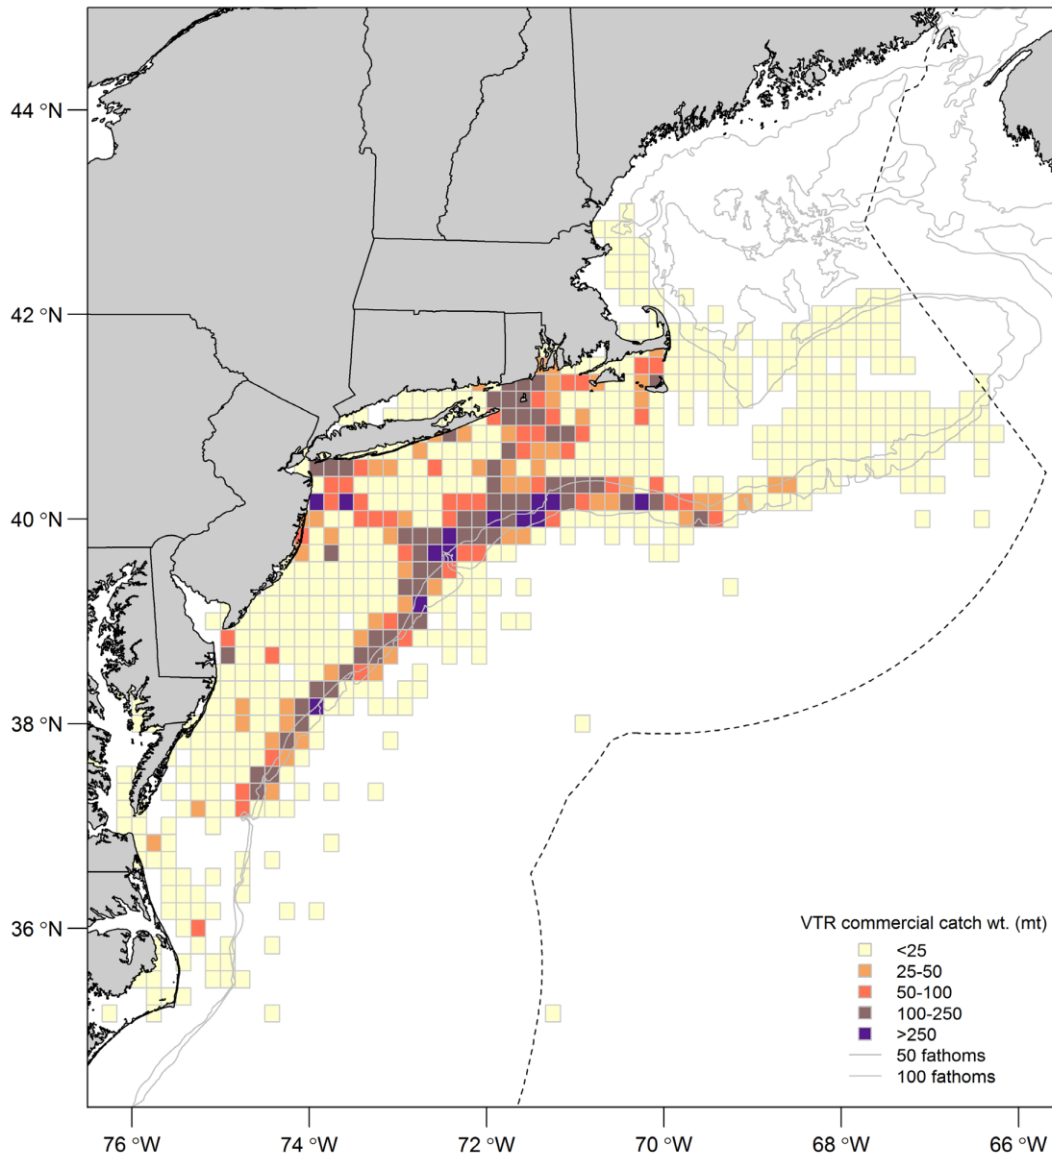 44 °N
42 °N
40 °N
38 °N
36 °N
VTR commercial catch wt. (mt)
<25
25-50
50-100
100-250
>250
50 fathoms
100 fathoms
76 °W 74 °W 72 °W 70 °W 68 °W 66 °W